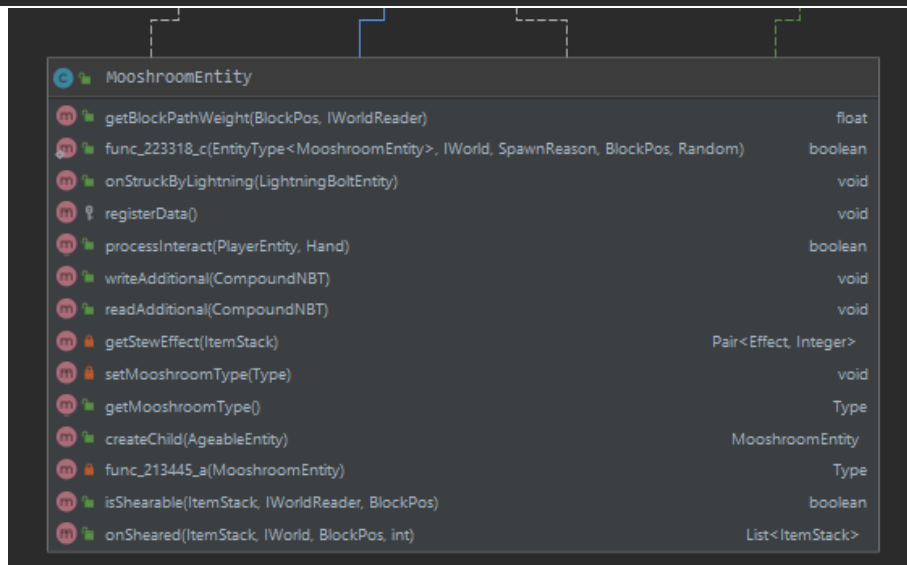 MooshroomEntity
getBlockPathWeight(BlockPos, IWorldReader) float
func_223318_c(EntityType<MooshroomEntity>, IWorld, SpawnReason, BlockPos, Random) boolean
onStruckByLightning(LightningBoltEntity) void
registerData() void
processInteract(PlayerEntity, Hand) boolean
writeAdditional(CompoundNBT) void
readAdditional(CompoundNBT) void
getStewEffect(ItemStack) Pair<Effect, Integer>
setMooshroomType(Type) void
getMooshroomType() Type
createChild(AgeableEntity) MooshroomEntity
func_213445_a(MooshroomEntity) Type
isShearable(ItemStack, IWorldReader, BlockPos) boolean
onSheared(ItemStack, IWorld, BlockPos, int) List<ItemStack>